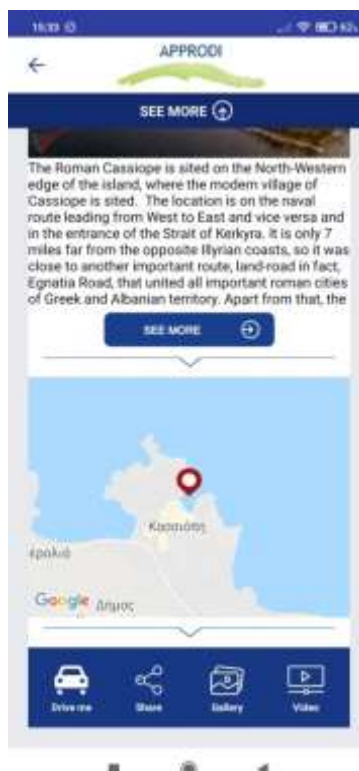 APPRODI
SEE MORE
The Roman Cassiope is sited on the North-Western
edge of the island, where the modern village of
Cassiope is sited. The location is on the naval
route leading from West to East and vice versa and
in the entrance of the Strait of Kerkyra. It is only 7
miles far from the opposite Illyrian coasts, so it was
close to another important route, land-road in fact,
Egnatia Road, that united all important roman cities
of Greek and Albanian territory. Apart from that, the
SEE MORE
Κασσιόπη
Google
Δήμος
Drive me
Share
Gallery
Video